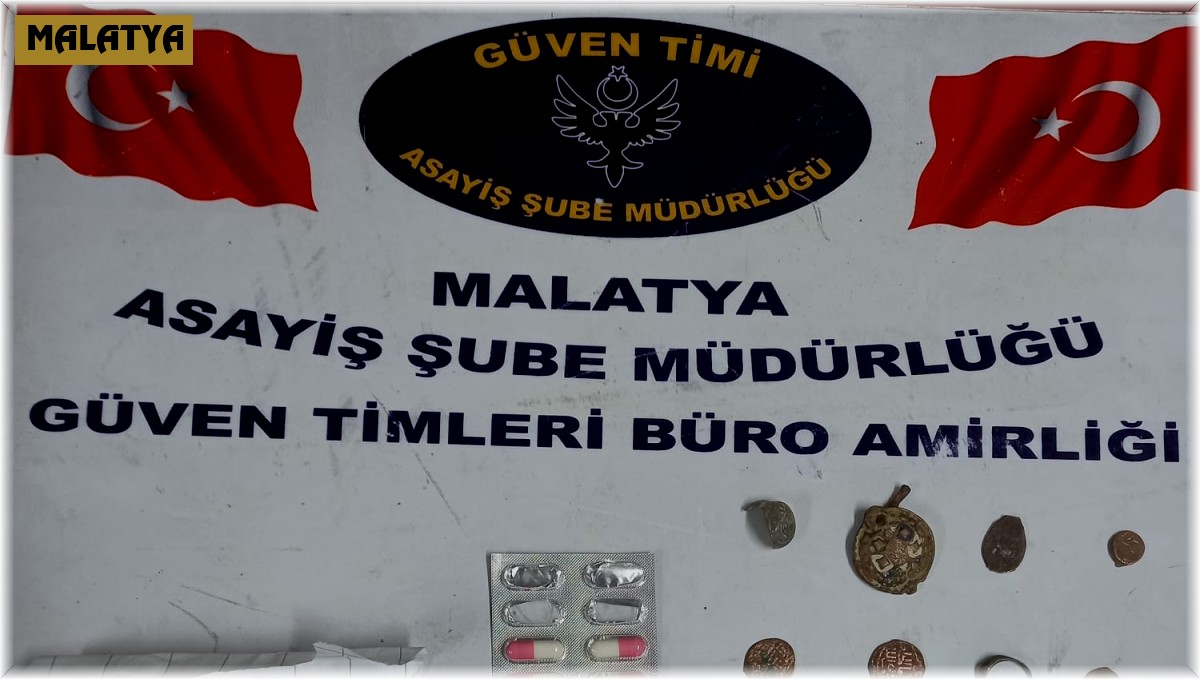 MALATYA
GÜVEN TİMİ
ASAYİŞ ŞUBE MÜDÜRLÜĞÜ
MALATYA
ASAYİŞ ŞUBE MÜDÜRLÜĞÜ
GÜVEN TİMLERİ BÜRO AMİRLİĞİ